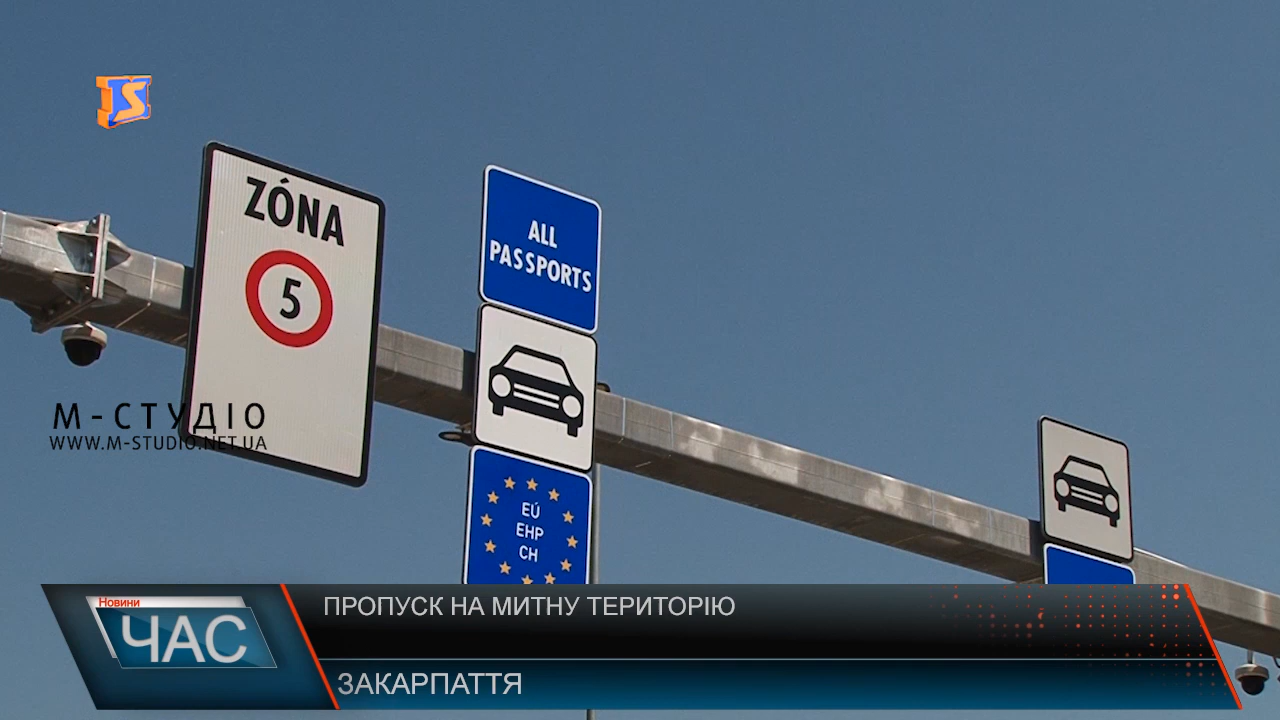 ZÓNA
5
ALL
PASSPORTS
EÚ
EHP
CH
М-СТУДІО
WWW.M-STUDIO.NET.UA
Новини
ЧАС
ПРОПУСК НА МИТНУ ТЕРИТОРІЮ
ЗАКАРПАТТЯ